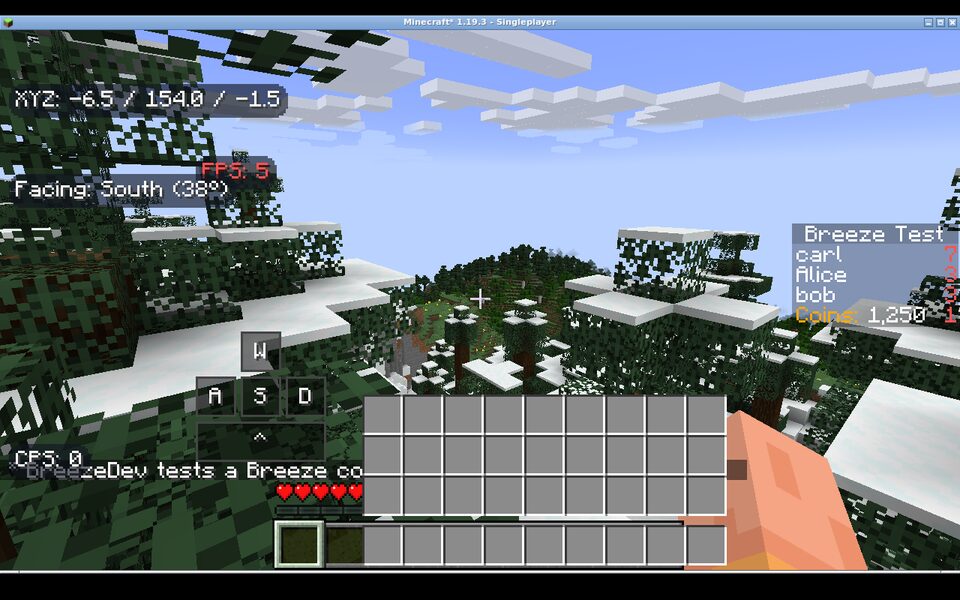 Minecraft* 1.19.3 - Singleplayer
XYZ: -6.5 / 154.0 / -1.5
FPS: 5
Facing: South (38°)
Breeze Test
carl
Alice
bob
Coins: 1,250
W
A S D
^
CPS: 0
BreezeDev tests a Breeze co